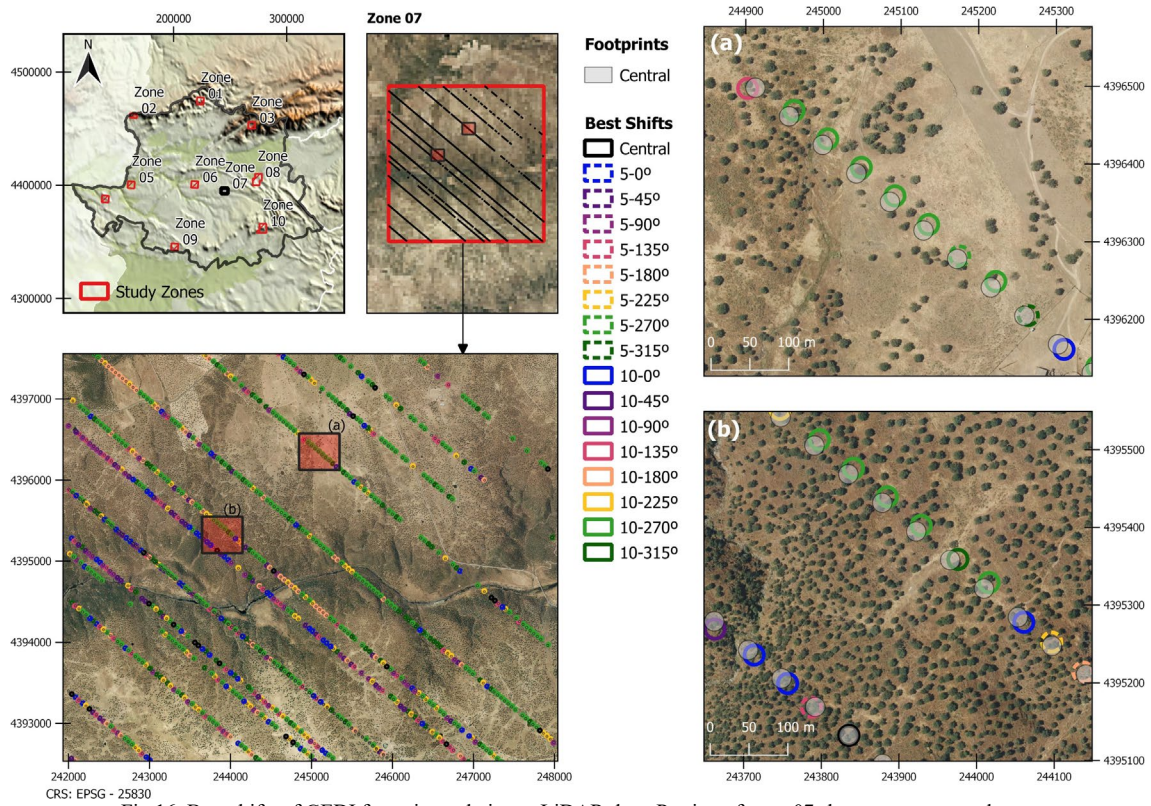 200000 300000
N
4500000
4400000
4300000
Zone 01
Zone 02
Zone 03
Zone 05
Zone 06
Zone 07
Zone 08
Zone 09
Zone 10
Study Zones
Zone 07
Footprints
Central
Best Shifts
Central
5-0º
5-45º
5-90º
5-135º
5-180º
5-225º
5-270º
5-315º
10-0º
10-45º
10-90º
10-135º
10-180º
10-225º
10-270º
10-315º
244900 245000 245100 245200 245300
(a)
4396500
4396400
4396300
4396200
0 50 100 m
4397000
4396000
4395000
4394000
4393000
(a)
(b)
242000 243000 244000 245000 246000 247000 248000
CRS: EPSG - 25830
(b)
4395500
4395400
4395300
4395200
4395100
0 50 100 m
243700 243800 243900 244000 244100